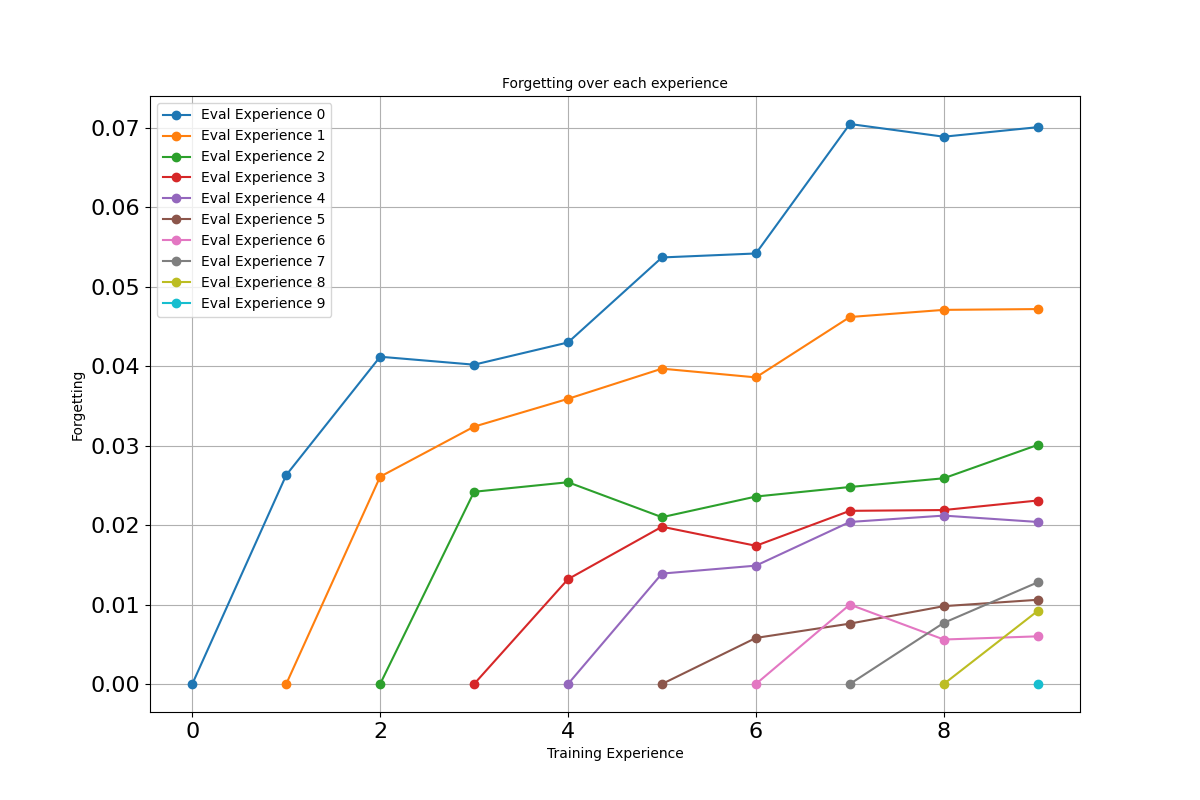 Forgetting over each experience
Eval Experience 0
Eval Experience 1
Eval Experience 2
Eval Experience 3
Eval Experience 4
Eval Experience 5
Eval Experience 6
Eval Experience 7
Eval Experience 8
Eval Experience 9
0.07
0.06
0.05
0.04
0.03
0.02
0.01
0.00
Forgetting
0 2 4 6 8
Training Experience